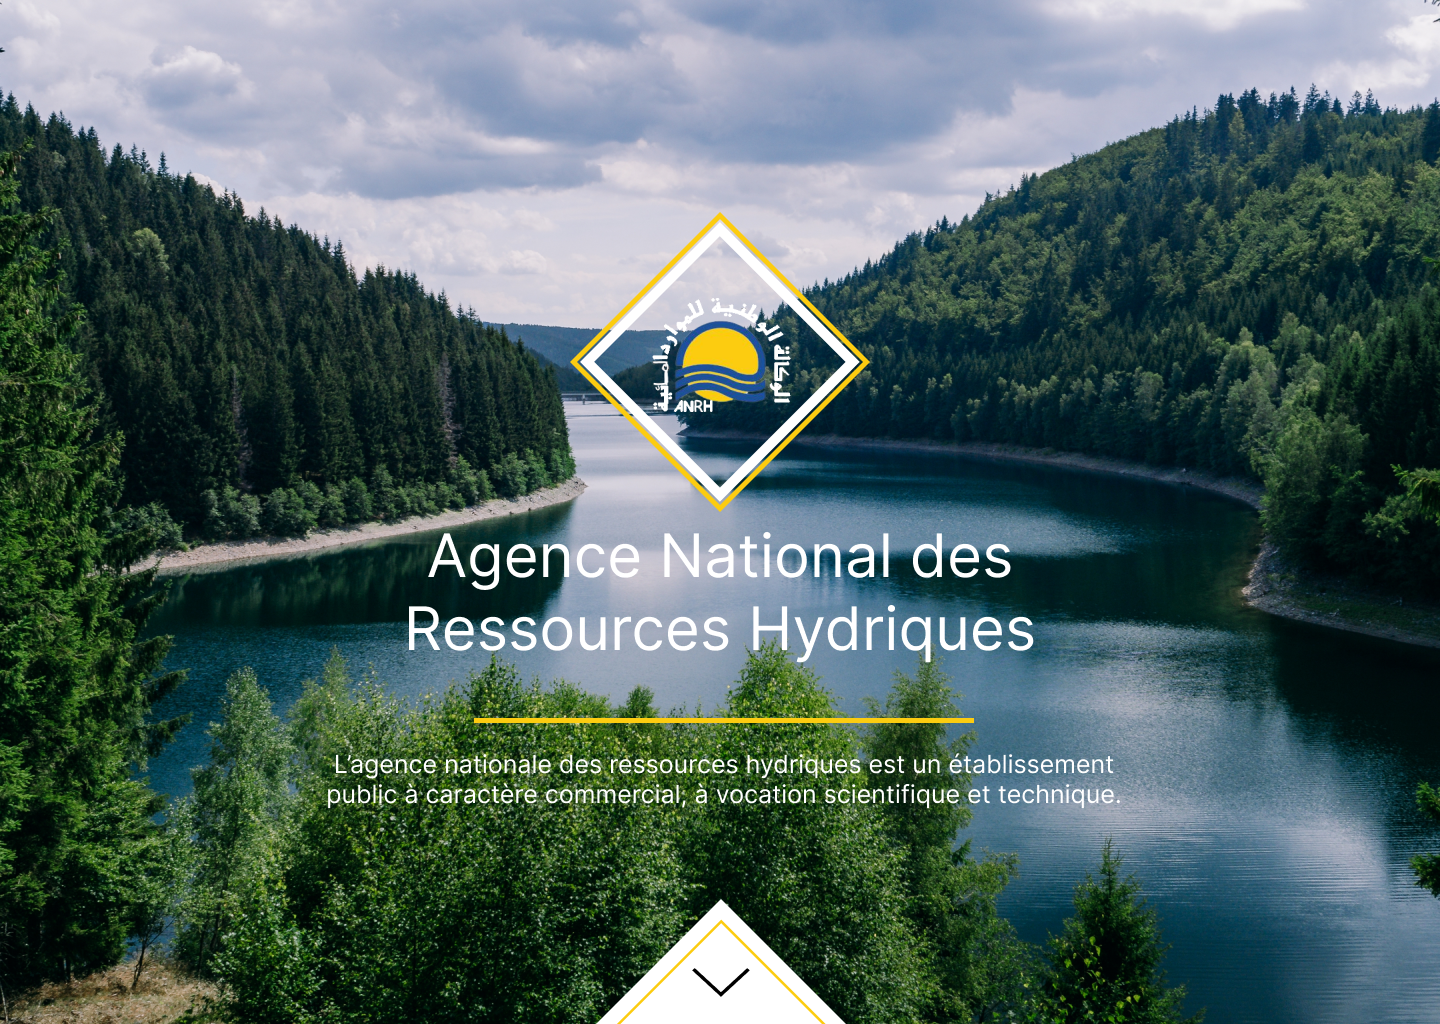 الوكالة الوطنية للموارد المائية
ANRH
Agence National des
Ressources Hydriques
L’agence nationale des ressources hydriques est un établissement
public à caractère commercial, à vocation scientifique et technique.